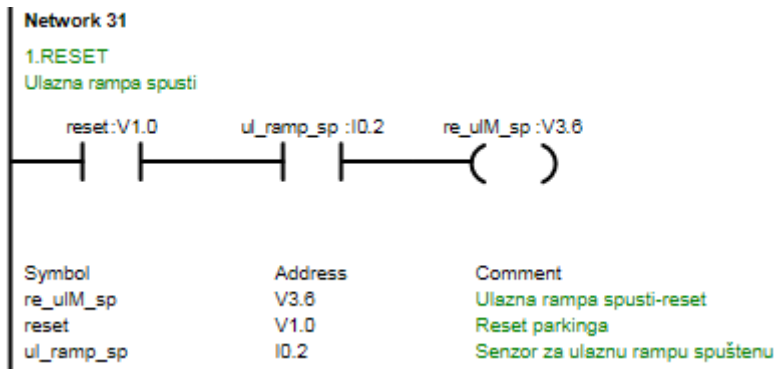 Network 31
1.RESET
Ulazna rampa spusti
reset:V1.0 ul_ramp_sp :I0.2 re_ulM_sp :V3.6
Symbol Address Comment
re_ulM_sp V3.6 Ulazna rampa spusti-reset
reset V1.0 Reset parkinga
ul_ramp_sp I0.2 Senzor za ulaznu rampu spuštenu